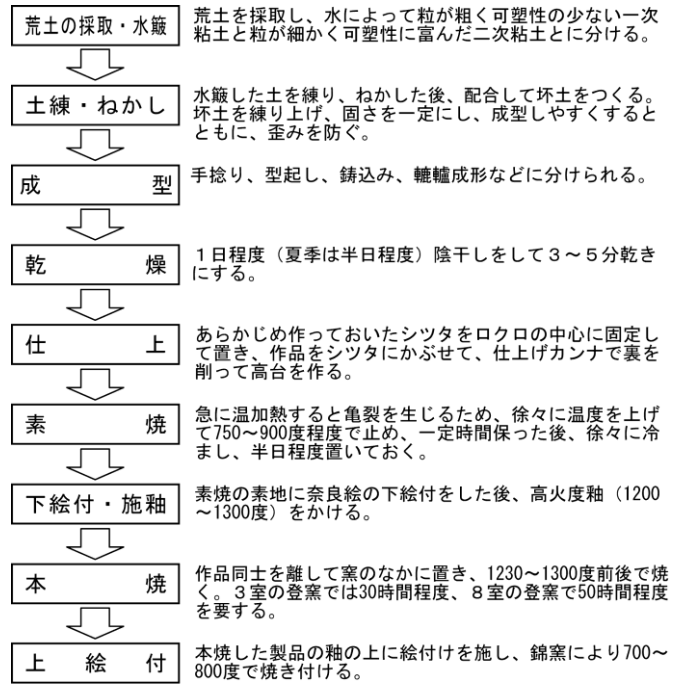 荒土の採取・水簸
荒土を採取し、水によって粒が粗く可塑性の少ない一次
粘土と粒が細かく可塑性に富んだ二次粘土とに分ける。
土練・ねかし
水簸した土を練り、ねかした後、配合して坏土をつくる。
坏土を練り上げ、固さを一定にし、成型しやすくすると
ともに、歪みを防ぐ。
成型
手捻り、型起し、鋳込み、轆轤成形などに分けられる。
乾燥
1日程度（夏季は半日程度）陰干しをして3～5分乾き
にする。
仕上
あらかじめ作っておいたシツタをロクロの中心に固定し
て置き、作品をシツタにかぶせて、仕上げカンナで裏を
削って高台を作る。
素焼
急に温加熱すると亀裂を生じるため、徐々に温度を上げ
て750～900度程度で止め、一定時間保った後、徐々に冷
まし、半日程度置いておく。
下絵付・施釉
素焼の素地に奈良絵の下絵付をした後、高火度釉（1200
～1300度）をかける。
本焼
作品同士を離して窯のなかに置き、1230～1300度前後で焼
く。3室の登窯では30時間程度、8室の登窯で50時間程度
を要する。
上絵付
本焼した製品の釉の上に絵付けを施し、錦窯により700～
800度で焼き付ける。